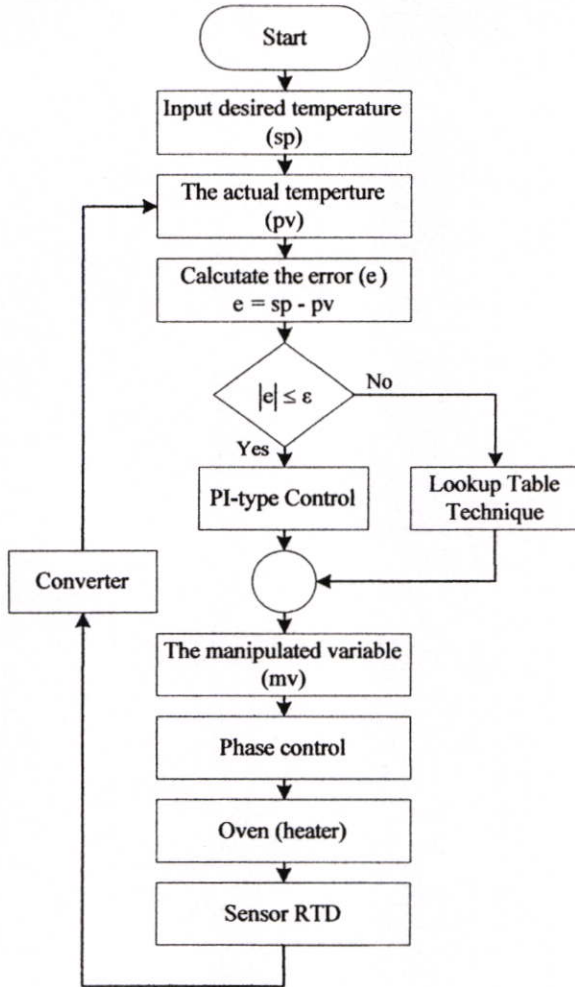 Start
Input desired temperature
(sp)
The actual temperture
(pv)
Calcutate the error (e)
e = sp - pv
|e| ≤ ε
No
Yes
PI-type Control
Lookup Table
Technique
Converter
The manipulated variable
(mv)
Phase control
Oven (heater)
Sensor RTD